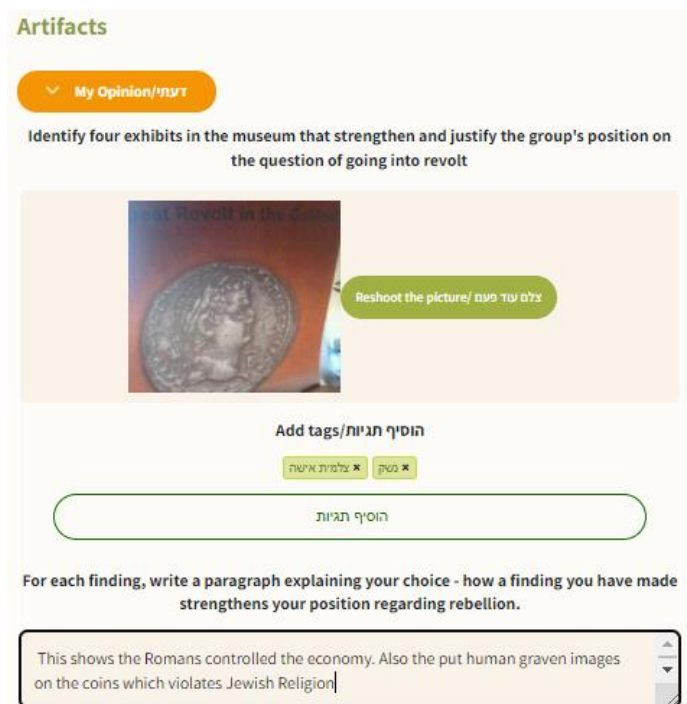 Artifacts
My Opinion/דעתי
Identify four exhibits in the museum that strengthen and justify the group's position on
the question of going into revolt
Revolt in the
Reshoot the picture/ צלם עוד פעם
Add tags/הוסיף תגיות
× צלמית אישה × נשק
הוסיף תגיות
For each finding, write a paragraph explaining your choice - how a finding you have made
strengthens your position regarding rebellion.
This shows the Romans controlled the economy. Also the put human graven images
on the coins which violates Jewish Religion